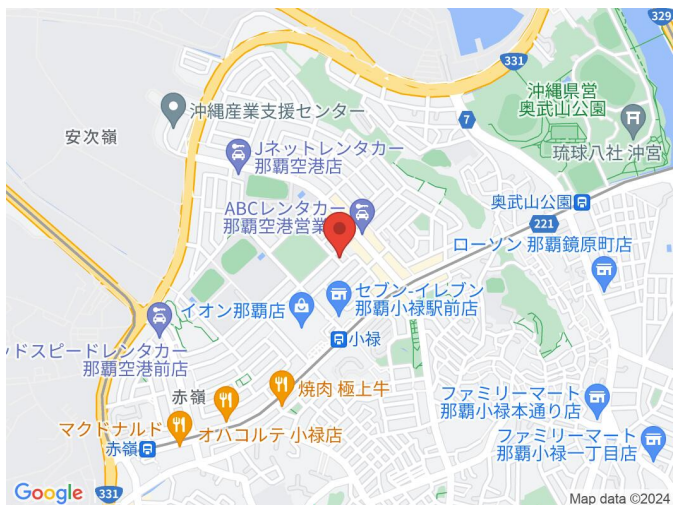 331
329
沖縄県営
奥武山公園
沖縄産業支援センター
7
安次嶺
琉球八社 沖宮
Jネットレンタカー
那覇空港店
奥武山公園
ABCレンタカー
那覇空港営業
221
ローソン 那覇鏡原町店
セブン-イレブン
那覇小禄駅前店
イオン那覇店
小禄
ンドスピードレンタカー
那覇空港前店
赤嶺
焼肉 極上牛
ファミリーマート
那覇小禄本通り店
マクドナルド
オハコルテ 小禄店
赤嶺
ファミリーマート
那覇小禄一丁目店
Google
331
Map data ©2024